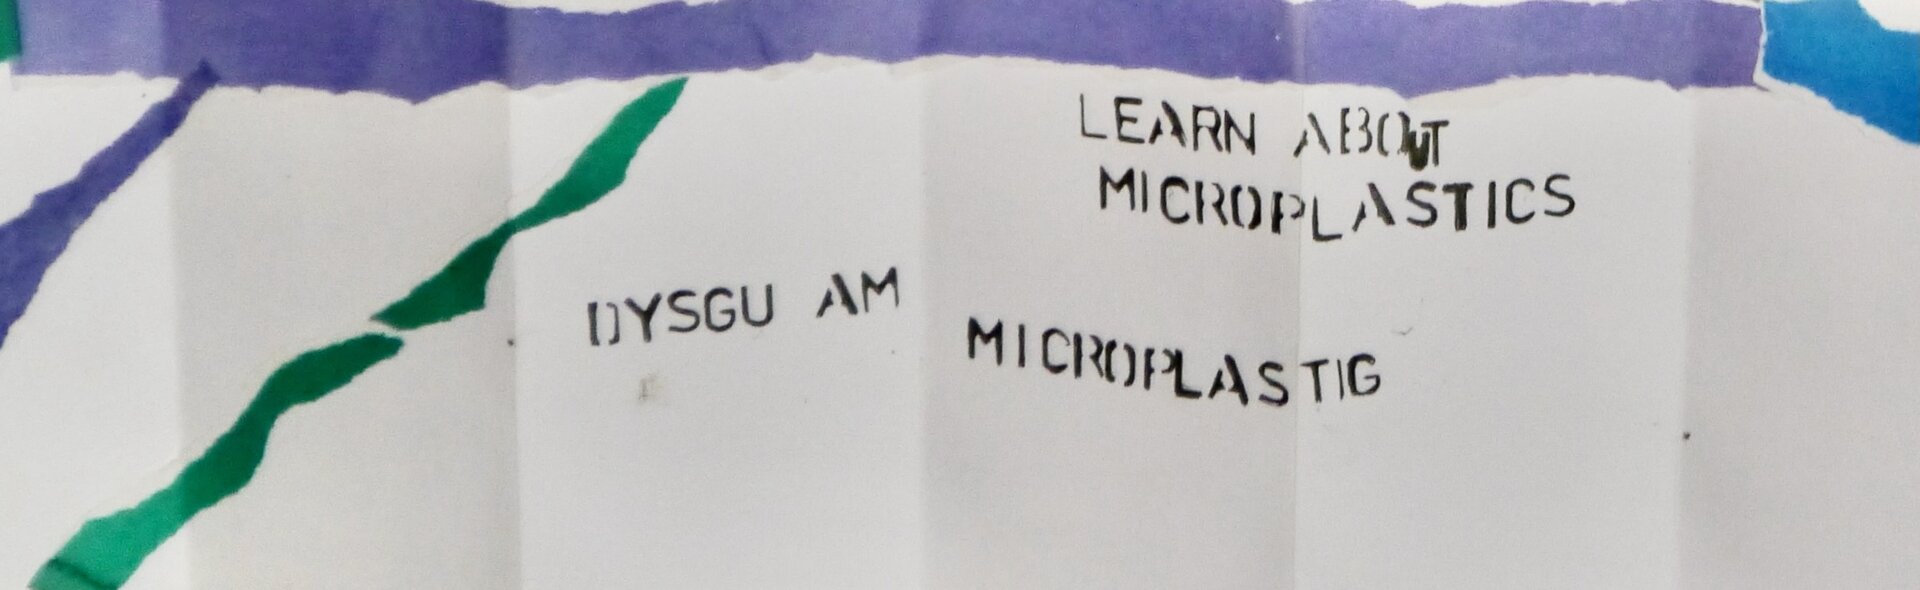 LEARN ABOUT
MICROPLASTICS
DYSGU AM
MICROPLASTIG